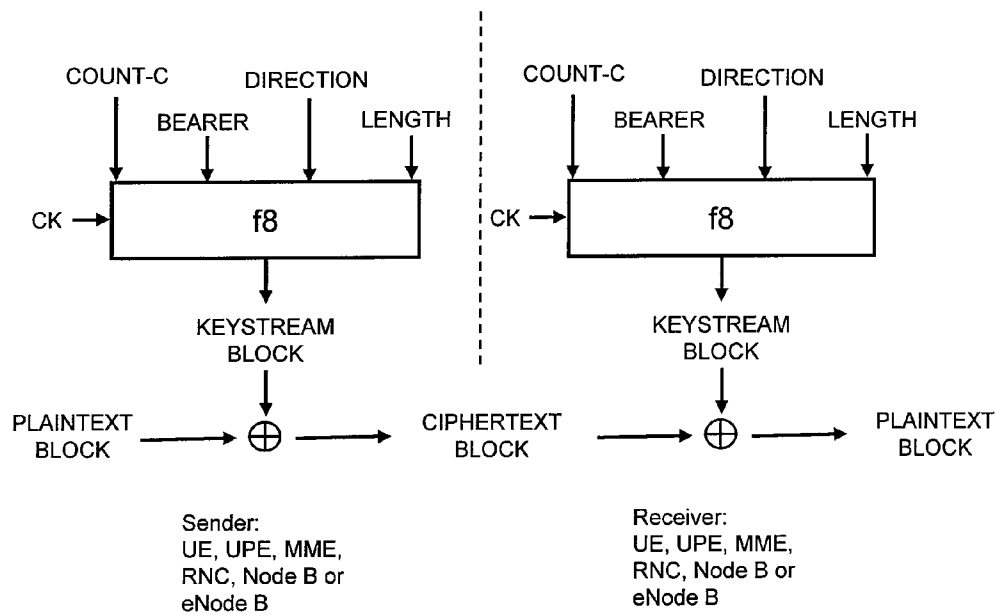 COUNT-C
DIRECTION
BEARER
LENGTH
CK
f8
KEYSTREAM
BLOCK
PLAINTEXT
BLOCK
Sender:
UE, UPE, MME,
RNC, Node B or
eNode B
COUNT-C
DIRECTION
BEARER
LENGTH
CK
f8
KEYSTREAM
BLOCK
CIPHERTEXT
BLOCK
PLAINTEXT
BLOCK
Receiver:
UE, UPE, MME,
RNC, Node B or
eNode B